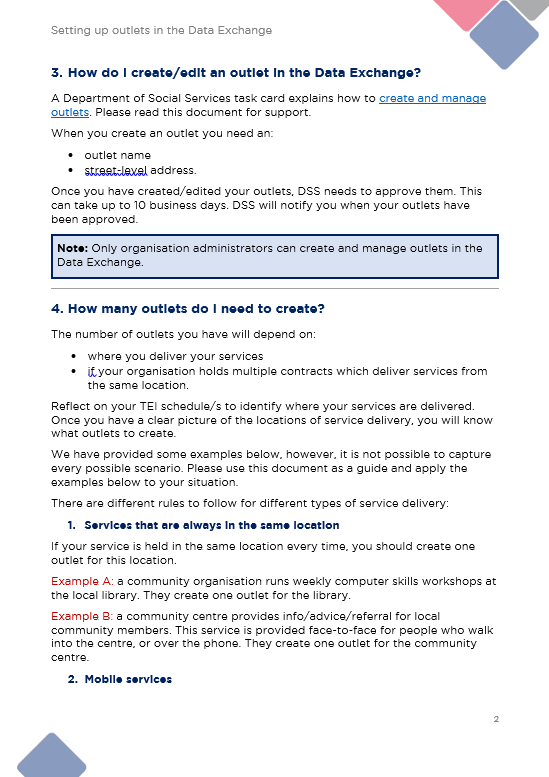 Setting up outlets in the Data Exchange
3. How do I create/edit an outlet in the Data Exchange?
A Department of Social Services task card explains how to create and manage
outlets. Please read this document for support.
When you create an outlet you need an:
• outlet name
• street-level address.
Once you have created/edited your outlets, DSS needs to approve them. This
can take up to 10 business days. DSS will notify you when your outlets have
been approved.
Note: Only organisation administrators can create and manage outlets in the
Data Exchange.
4. How many outlets do I need to create?
The number of outlets you have will depend on:
• where you deliver your services
• if your organisation holds multiple contracts which deliver services from
the same location.
Reflect on your TEI schedule/s to identify where your services are delivered.
Once you have a clear picture of the locations of service delivery, you will know
what outlets to create.
We have provided some examples below, however, it is not possible to capture
every possible scenario. Please use this document as a guide and apply the
examples below to your situation.
There are different rules to follow for different types of service delivery:
1. Services that are always in the same location
If your service is held in the same location every time, you should create one
outlet for this location.
Example A: a community organisation runs weekly computer skills workshops at
the local library. They create one outlet for the library.
Example B: a community centre provides info/advice/referral for local
community members. This service is provided face-to-face for people who walk
into the centre, or over the phone. They create one outlet for the community
centre.
2. Mobile services
2